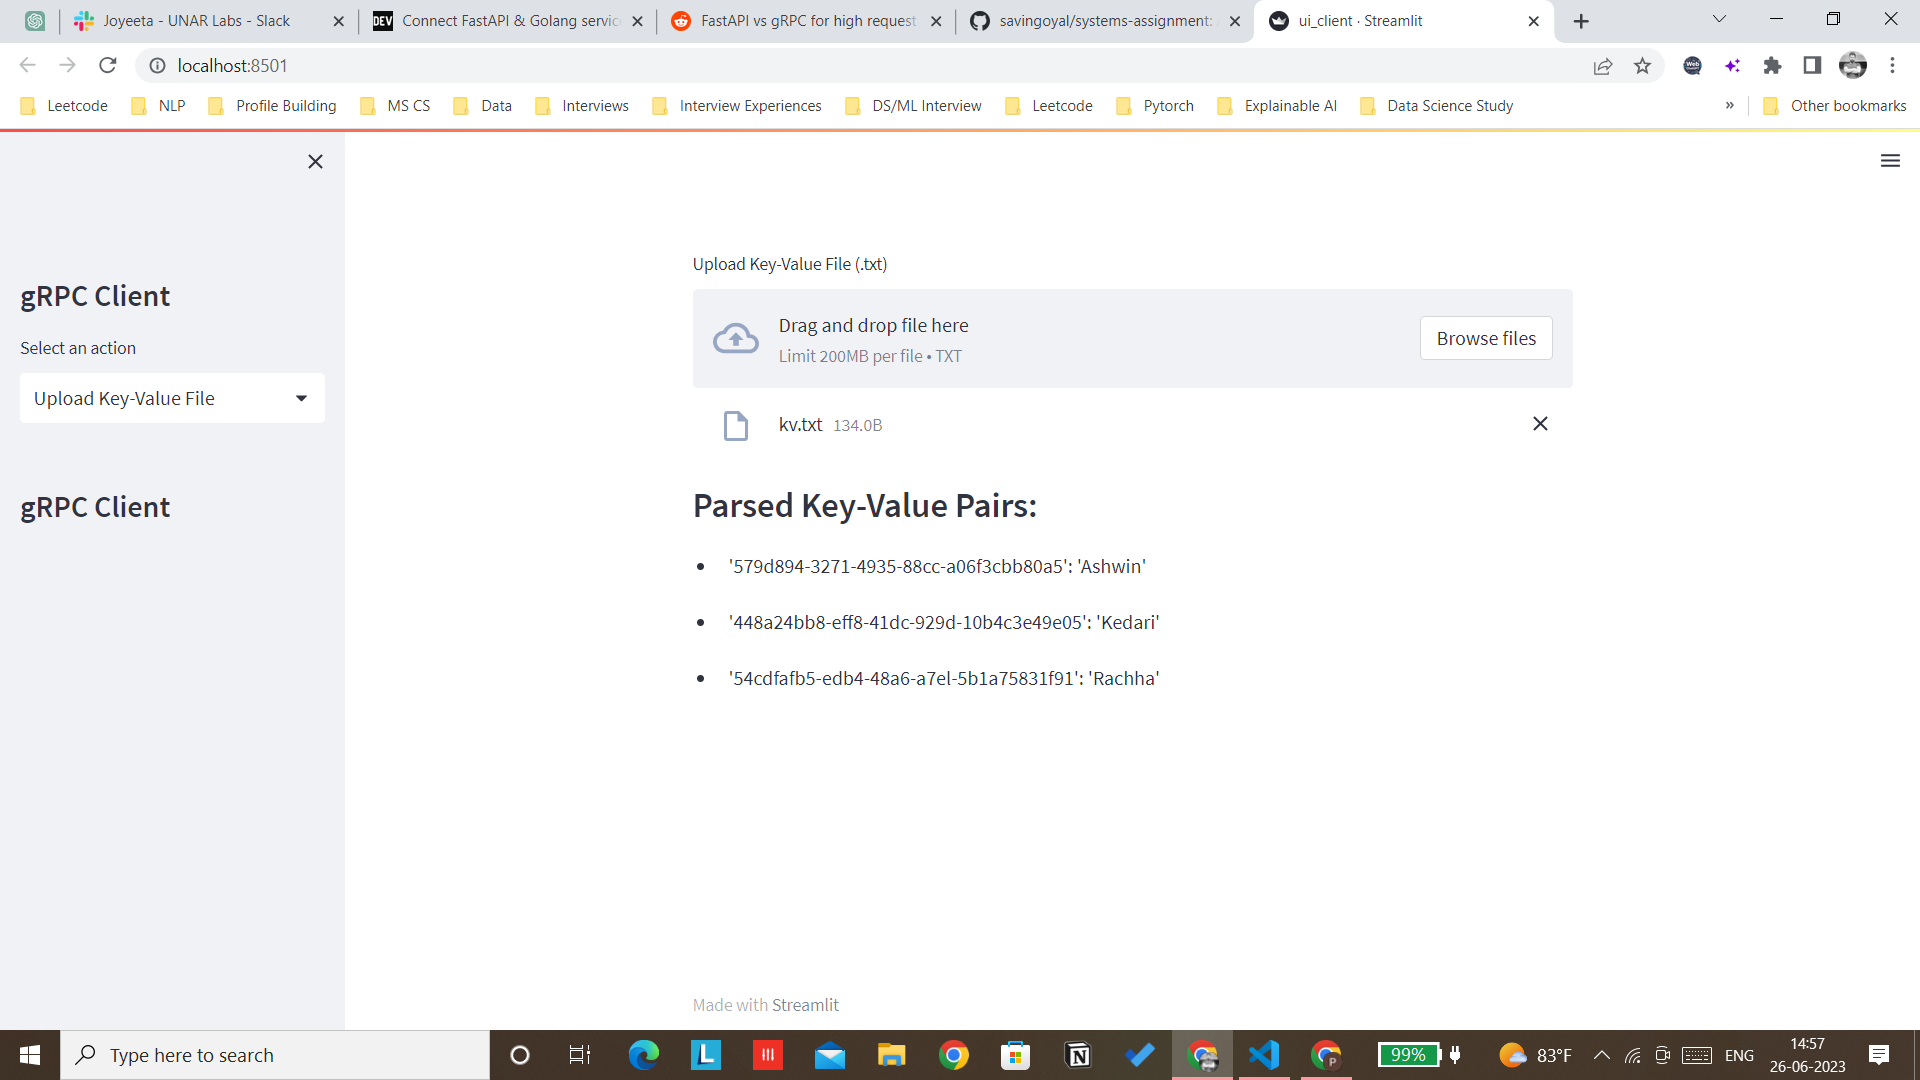 Joyeeta - UNAR Labs - Slack
DEV
Connect FastAPI & Golang servic
FastAPI vs gRPC for high request
savingoyal/systems-assignment:
ui_client · Streamlit
localhost:8501
Leetcode
NLP
Profile Building
MS CS
Data
Interviews
Interview Experiences
DS/ML Interview
Leetcode
Pytorch
Explainable AI
Data Science Study
»
Other bookmarks
gRPC Client
Select an action
Upload Key-Value File
gRPC Client
Upload Key-Value File (.txt)
Drag and drop file here
Limit 200MB per file • TXT
Browse files
kv.txt 134.0B
Parsed Key-Value Pairs:
• '579d894-3271-4935-88cc-a06f3cbb80a5': 'Ashwin'
• '448a24bb8-eff8-41dc-929d-10b4c3e49e05': 'Kedari'
• '54cdfafb5-edb4-48a6-a7el-5b1a75831f91': 'Rachha'
Made with Streamlit
Type here to search
99%
83°F
ENG
14:57
26-06-2023